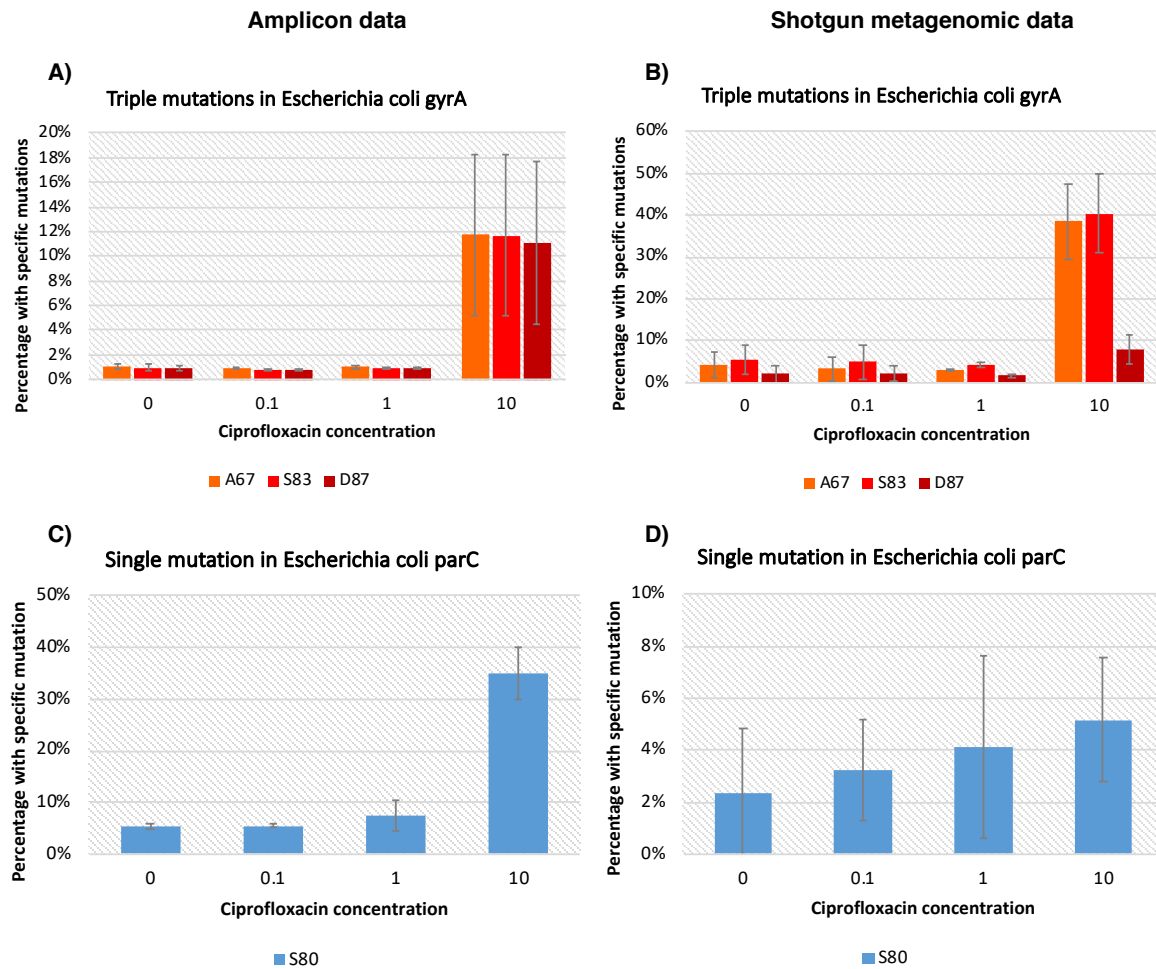 Amplicon data
Shotgun metagenomic data
A)
Triple mutations in Escherichia coli gyrA
Percentage with specific mutations
20%
18%
16%
14%
12%
10%
8%
6%
4%
2%
0%
0 0.1 1 10
Ciprofloxacin concentration
A67 S83 D87
B)
Triple mutations in Escherichia coli gyrA
Percentage with specific mutations
60%
50%
40%
30%
20%
10%
0%
0 0.1 1 10
Ciprofloxacin concentration
A67 S83 D87
C)
Single mutation in Escherichia coli parC
Percentage with specific mutation
50%
40%
30%
20%
10%
0%
0 0.1 1 10
Ciprofloxacin concentration
S80
D)
Single mutation in Escherichia coli parC
Percentage with specific mutation
10%
8%
6%
4%
2%
0%
0 0.1 1 10
Ciprofloxacin concentration
S80